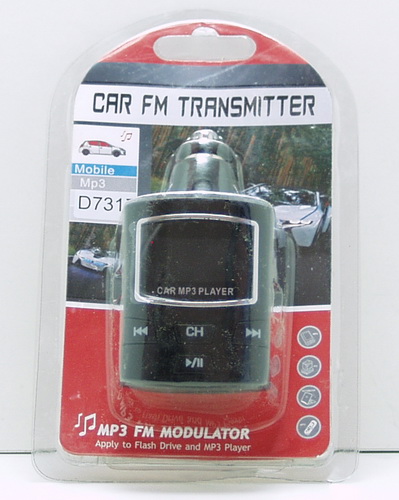 CAR FM TRANSMITTER
Mobile
Mp3
D731
CAR MP3 PLAYER
CH
MP3 FM MODULATOR
Apply to Flash Drive and MP3 Player